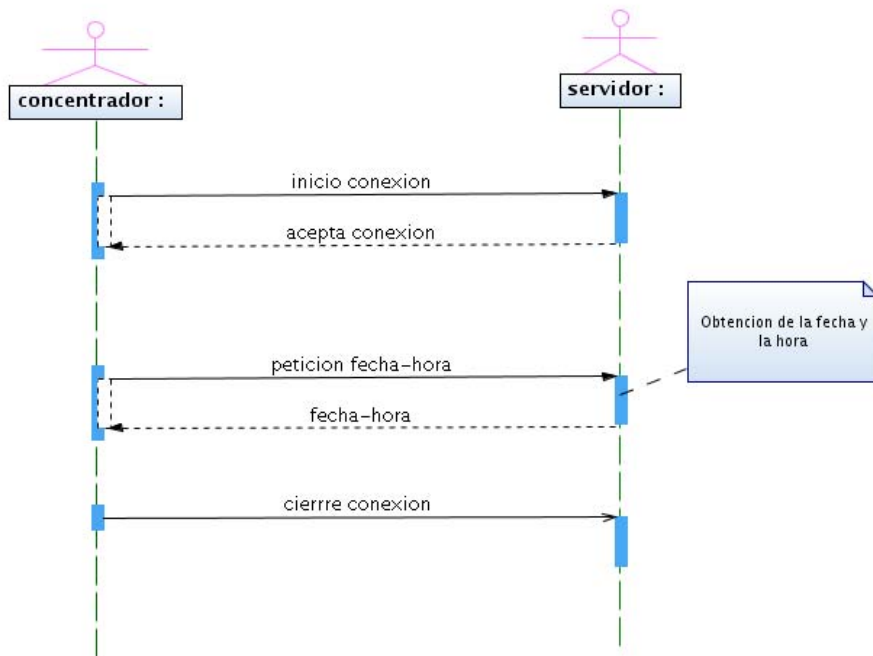 concentrador :
servidor :
inicio conexion
acepta conexion
Obtencion de la fecha y
la hora
peticion fecha-hora
fecha-hora
cierrre conexion